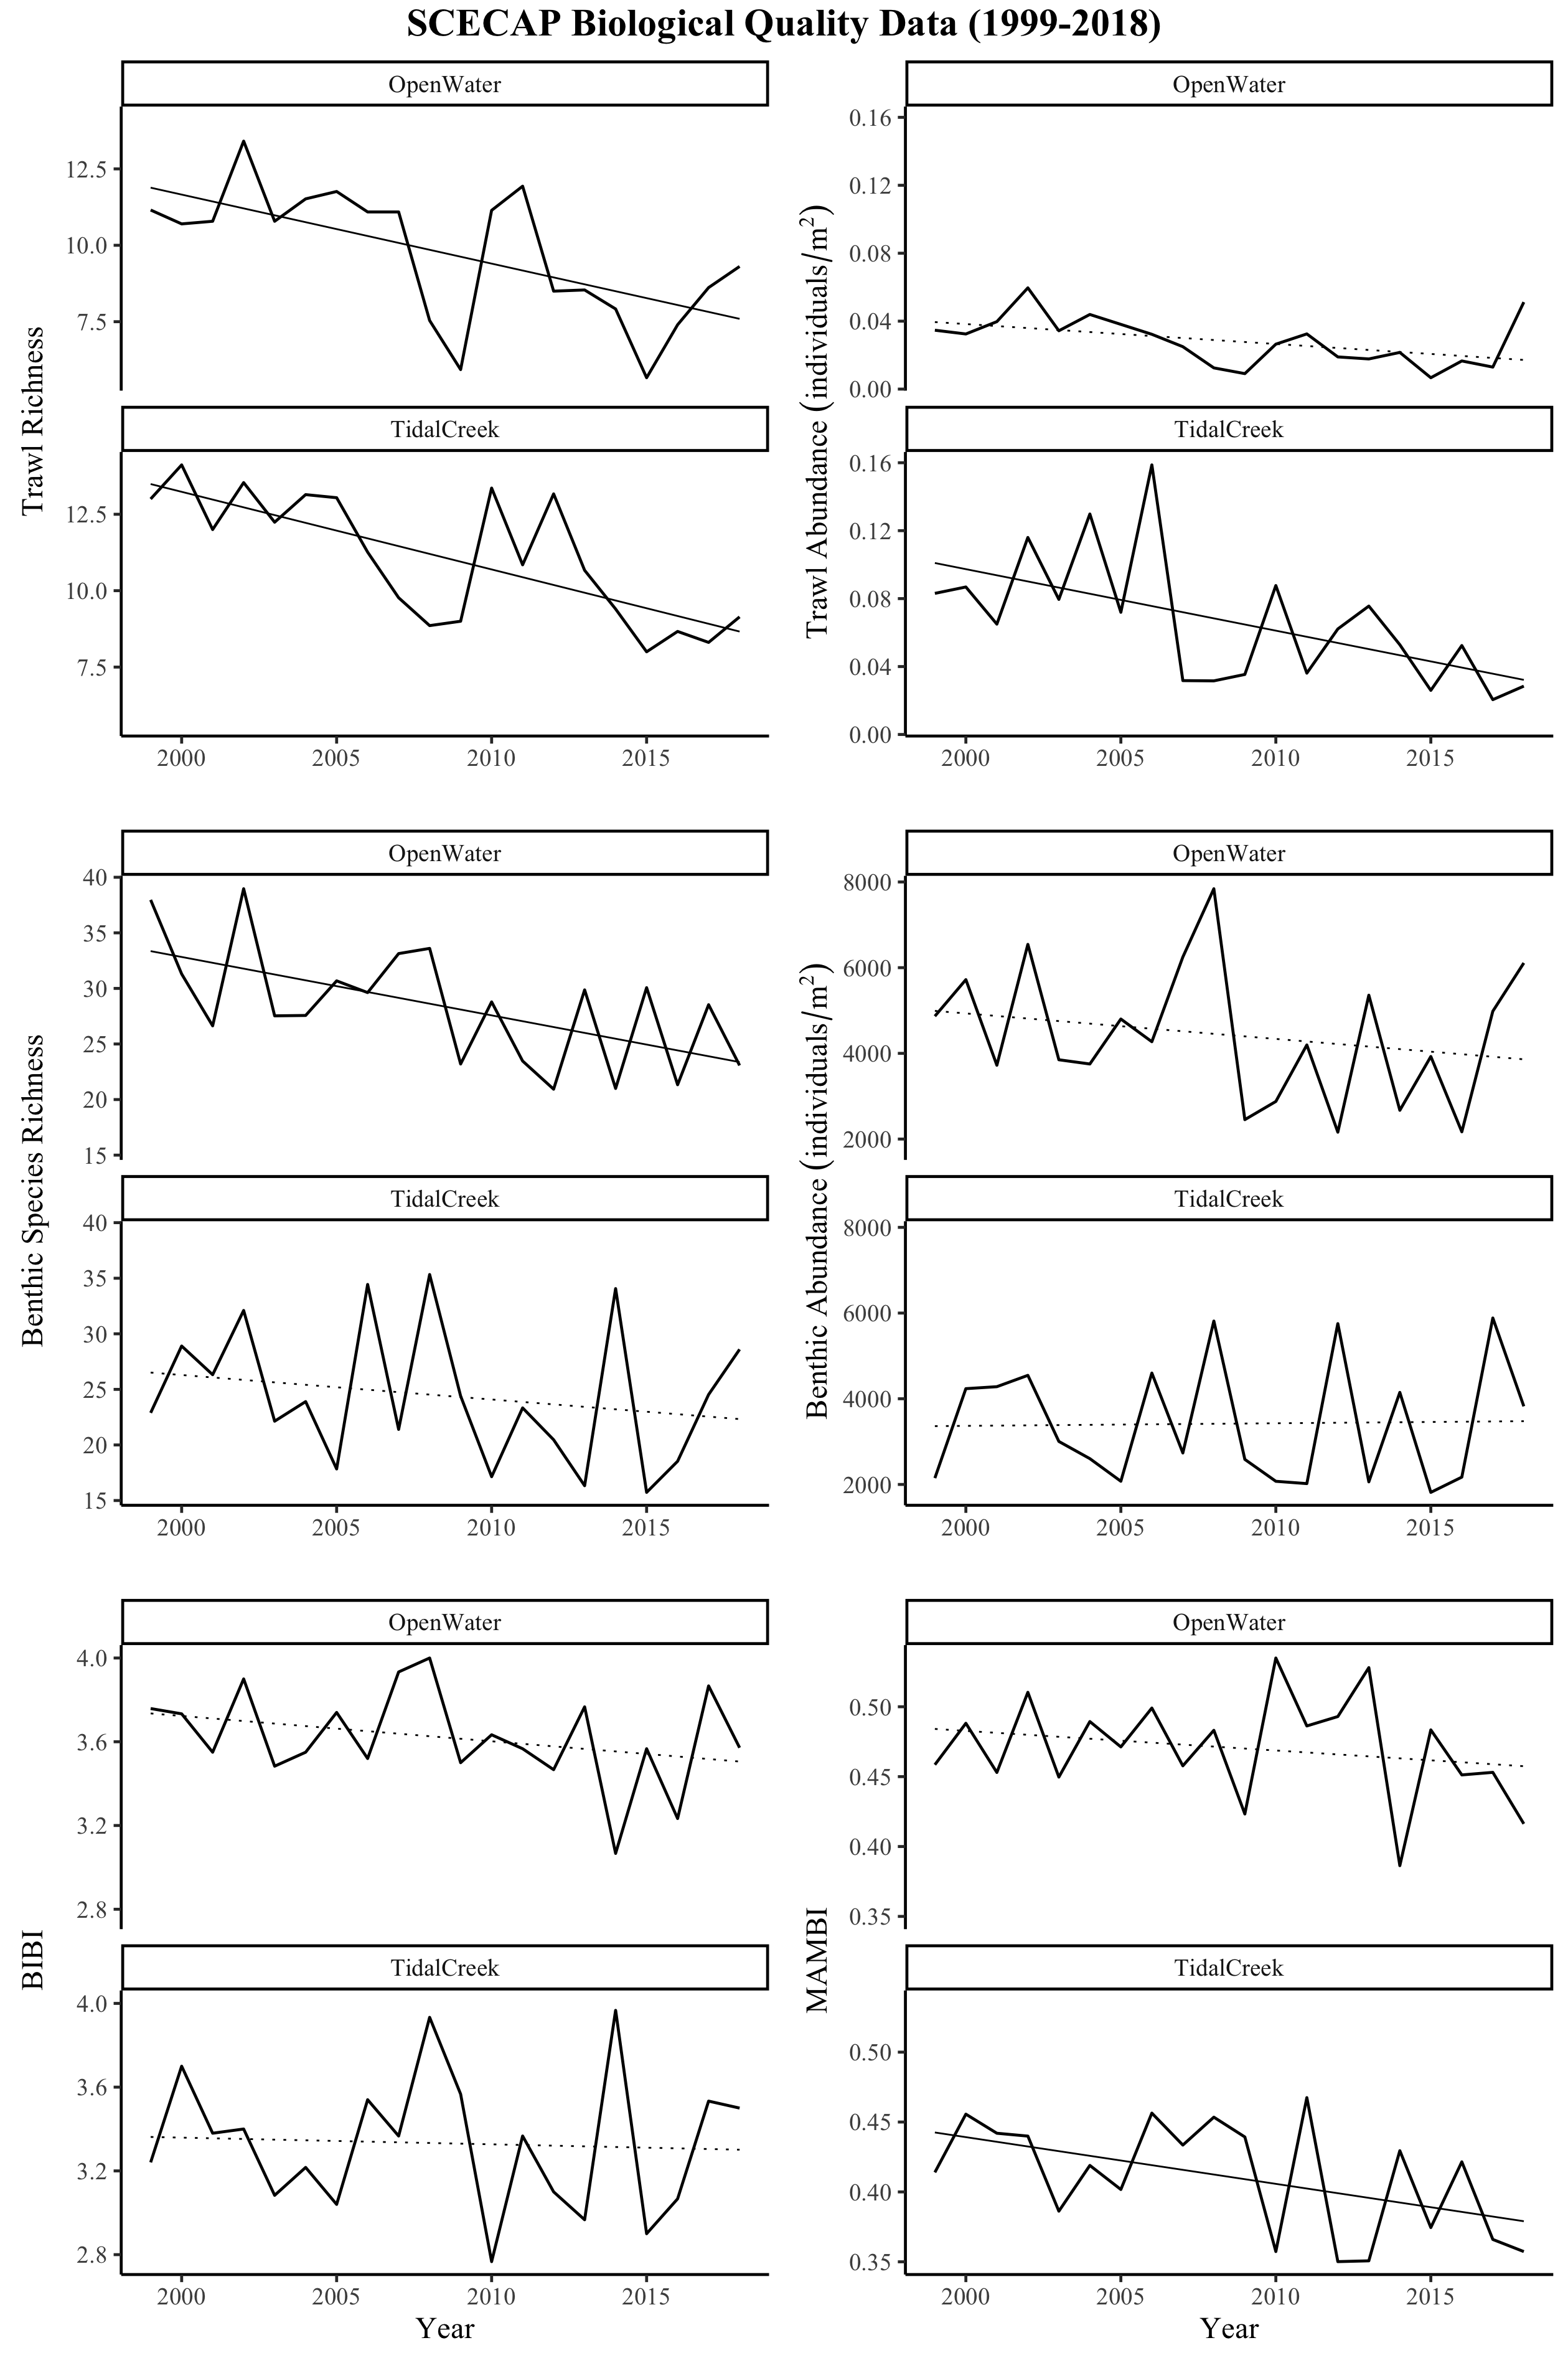 SCECAP Biological Quality Data (1999-2018)
Trawl Richness
OpenWater
12.5
10.0
7.5
TidalCreek
12.5
10.0
7.5
2000 2005 2010 2015
Trawl Abundance (individuals/m²)
OpenWater
0.16
0.12
0.08
0.04
0.00
TidalCreek
0.16
0.12
0.08
0.04
0.00
2000 2005 2010 2015
Benthic Species Richness
OpenWater
40
35
30
25
20
15
TidalCreek
40
35
30
25
20
15
2000 2005 2010 2015
Benthic Abundance (individuals/m²)
OpenWater
8000
6000
4000
2000
TidalCreek
8000
6000
4000
2000
2000 2005 2010 2015
BIBI
OpenWater
4.0
3.6
3.2
2.8
TidalCreek
4.0
3.6
3.2
2.8
2000 2005 2010 2015
Year
MAMBI
OpenWater
0.50
0.45
0.40
0.35
TidalCreek
0.50
0.45
0.40
0.35
2000 2005 2010 2015
Year